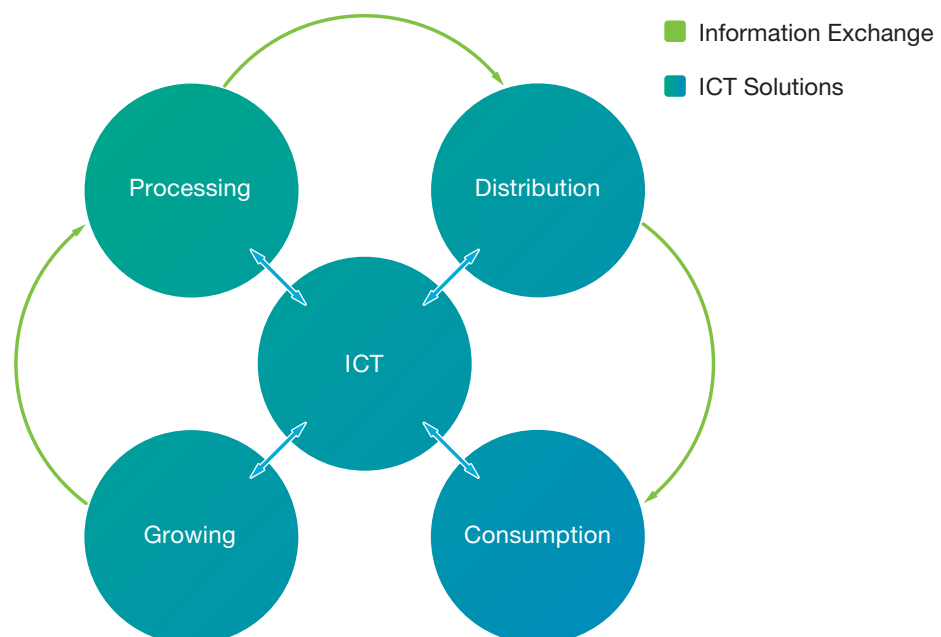 Information Exchange
ICT Solutions
Processing
Distribution
ICT
Growing
Consumption